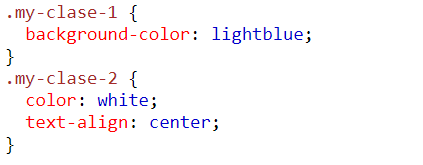 .my-clase-1 {
  background-color: lightblue;
}
.my-clase-2 {
  color: white;
  text-align: center;
}